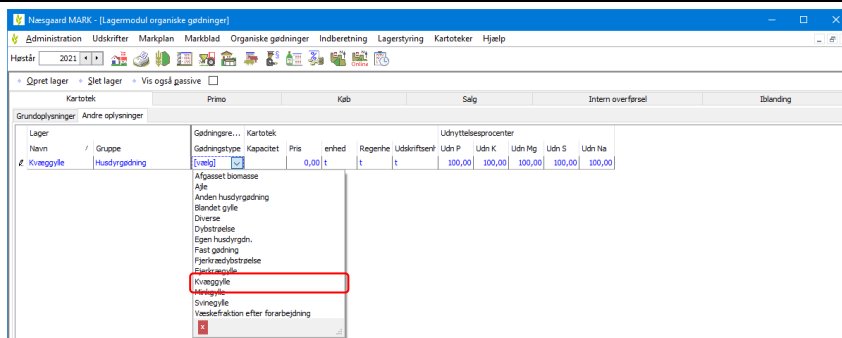 Næsgaard MARK - [Lagermodul organiske gødninger]
Administration Udskrifter Markplan Markblad Organiske gødninger Indberetning Lagerstyring Kartoteker Hjælp
Høstår 2021
Opret lager Slet lager Vis også passive
Kartotek Primo Køb Salg Intern overførsel Iblanding
Grundoplysninger Andre oplysninger
Lager Gødningsre... Kartotek Udnyttelsesprocenter
Navn / Gruppe Gødningstype Kapacitet Pris enhed Regenhe Udskriftsenh Udn P Udn K Udn Mg Udn S Udn Na
Kvæggylle Husdyrgødning [vælg] 0,00 t t t 100,00 100,00 100,00 100,00 100,00
Afgasset biomasse
Ajle
Anden husdyrgødning
Blandet gylle
Diverse
Dybstrøelse
Egen husdyrgdn.
Fast gødning
Fjerkrædybstrøelse
Fjerkrægylle
Kvæggylle
Minkgylle
Svinegylle
Væskefraktion efter forarbejdning
x